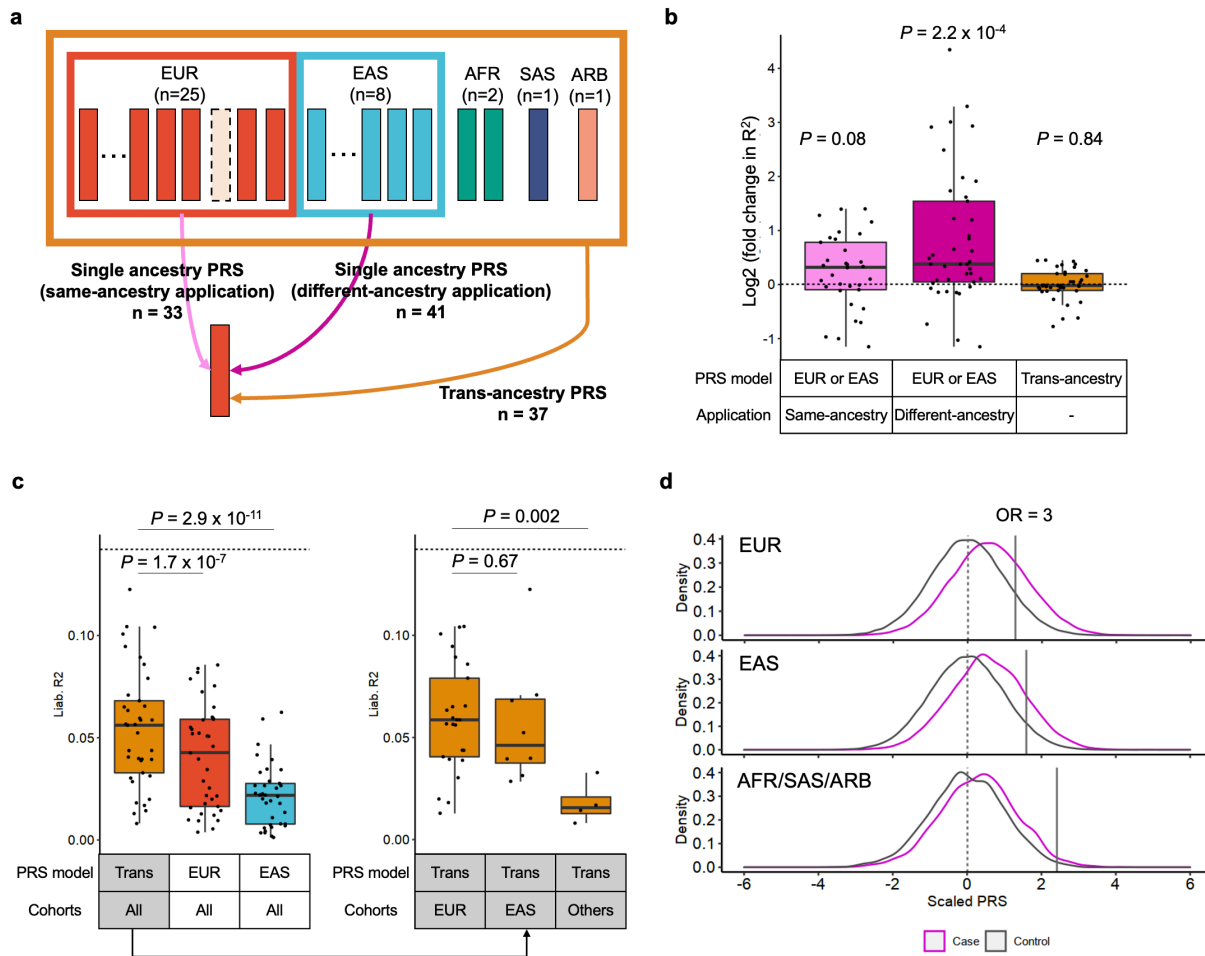 a
EUR
(n=25)
EAS
(n=8)
AFR
(n=2)
SAS
(n=1)
ARB
(n=1)
...
...
Single ancestry PRS
(same-ancestry application)
n = 33
Single ancestry PRS
(different-ancestry application)
n = 41
Trans-ancestry PRS
n = 37
b
P = 2.2 x 10-4
P = 0.08
P = 0.84
Log2 (fold change in R2)
4
3
2
1
0
-1
PRS model
EUR or EAS
EUR or EAS
Trans-ancestry
Application
Same-ancestry
Different-ancestry
-
c
P = 2.9 x 10-11
P = 1.7 x 10-7
Liab. R2
0.10
0.05
0.00
PRS model
Trans
EUR
EAS
Cohorts
All
All
All
P = 0.002
P = 0.67
Liab. R2
0.10
0.05
0.00
PRS model
Trans
Trans
Trans
Cohorts
EUR
EAS
Others
d
OR = 3
EUR
Density
0.4
0.3
0.2
0.1
0.0
EAS
Density
0.4
0.3
0.2
0.1
0.0
AFR/SAS/ARB
Density
0.4
0.3
0.2
0.1
0.0
-6
-4
-2
0
2
4
6
Scaled PRS
Case
Control